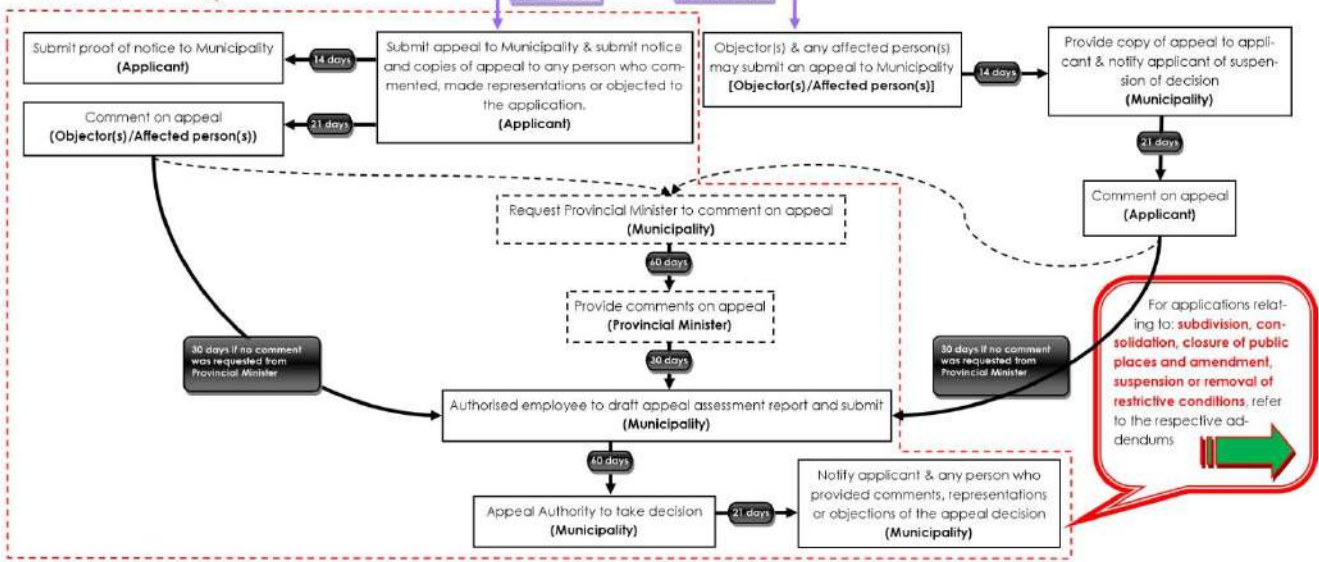 Submit proof of notice to Municipality
(Applicant)
14 days
Submit appeal to Municipality & submit notice
and copies of appeal to any person who com-
mented, made representations or objected to
the application.
(Applicant)
21 days
Comment on appeal
(Objector(s)/Affected person(s))
Objector(s) & any affected person(s)
may submit an appeal to Municipality
[Objector(s)/Affected person(s)]
14 days
Provide copy of appeal to appli-
cant & notify applicant of suspen-
sion of decision
(Municipality)
21 days
Comment on appeal
(Applicant)
Request Provincial Minister to comment on appeal
(Municipality)
60 days
Provide comments on appeal
(Provincial Minister)
30 days
30 days if no comment
was requested from
Provincial Minister
30 days if no comment
was requested from
Provincial Minister
For applications relat-
ing to: subdivision, con-
solidation, closure of public
places and amendment,
suspension or removal of
restrictive conditions, refer
to the respective ad-
dendums
Authorised employee to draft appeal assessment report and submit
(Municipality)
60 days
Appeal Authority to take decision
(Municipality)
21 days
Notify applicant & any person who
provided comments, representations
or objections of the appeal decision
(Municipality)